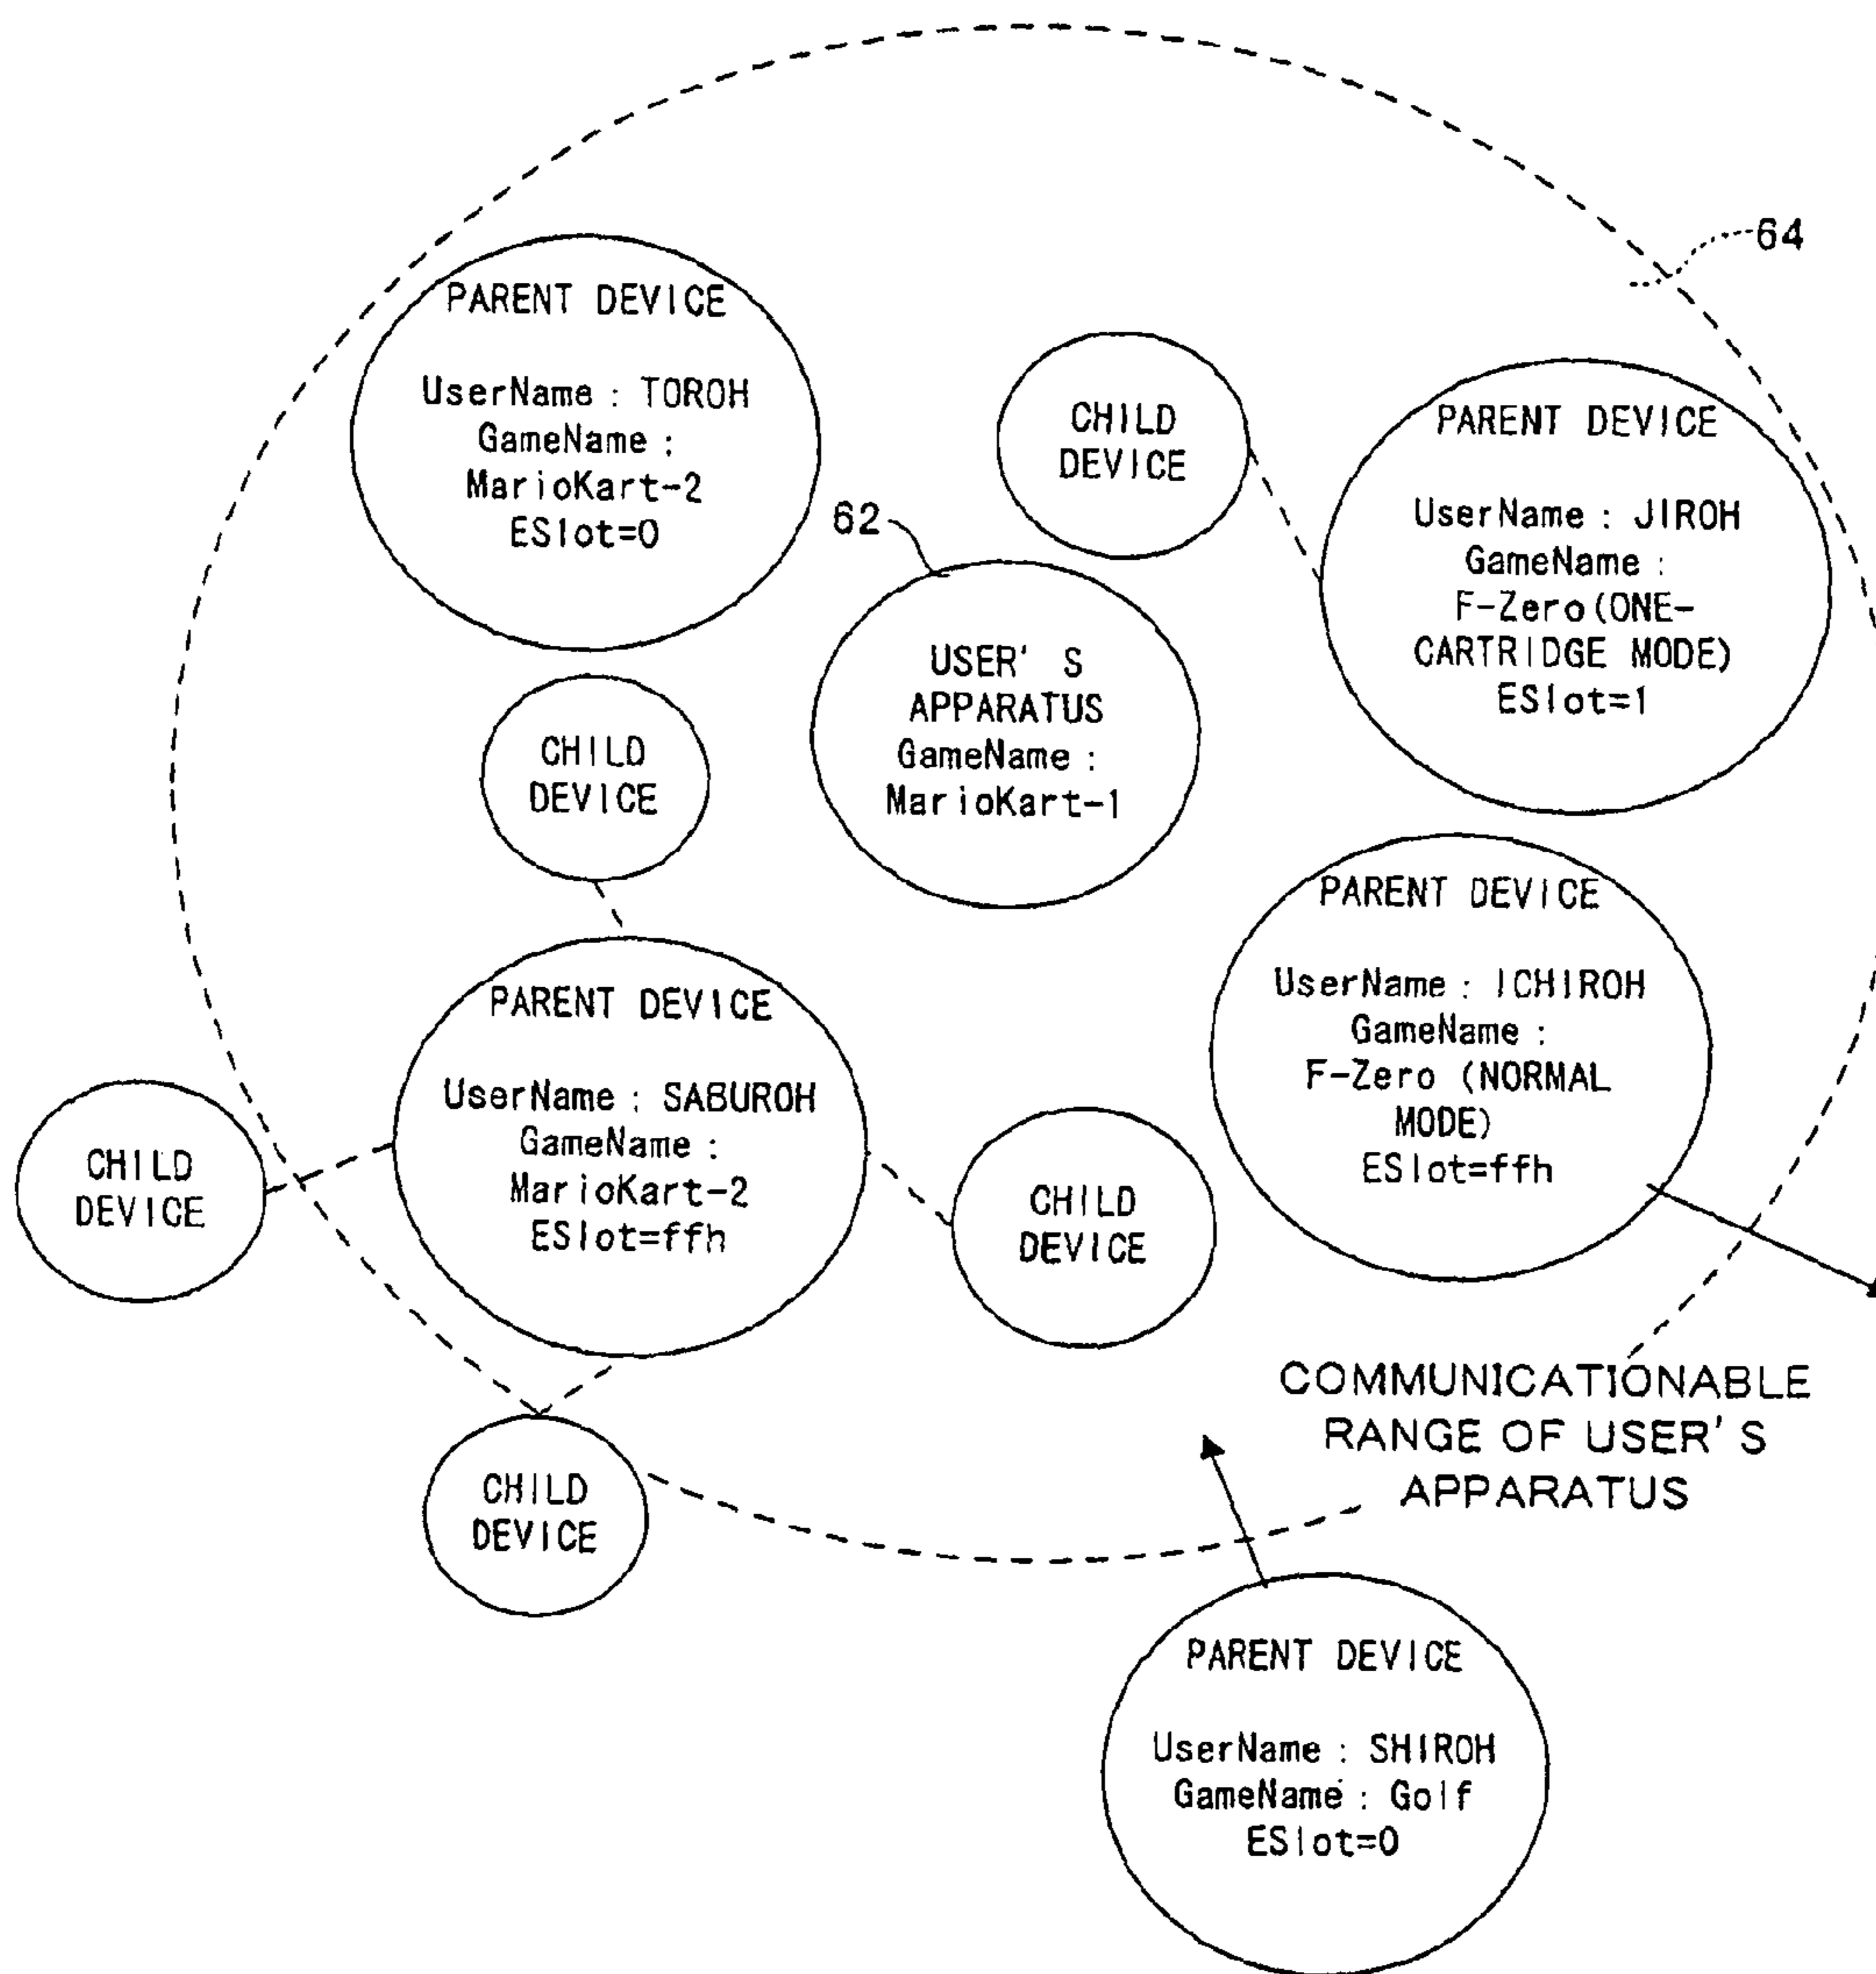 64
PARENT DEVICE
UserName : TOROH
GameName :
MarioKart-2
ESlot=0
CHILD
DEVICE
PARENT DEVICE
UserName : JIROH
GameName :
F-Zero(ONE-
CARTRIDGE MODE)
ESlot=1
62
USER'S
APPARATUS
GameName :
MarioKart-1
CHILD
DEVICE
PARENT DEVICE
UserName : ICHIROH
GameName :
F-Zero (NORMAL
MODE)
ESlot=ffh
PARENT DEVICE
UserName : SABUROH
GameName :
MarioKart-2
ESlot=ffh
CHILD
DEVICE
CHILD
DEVICE
COMMUNICATIONABLE
RANGE OF USER'S
APPARATUS
CHILD
DEVICE
PARENT DEVICE
UserName : SHIROH
GameName : Golf
ESlot=0